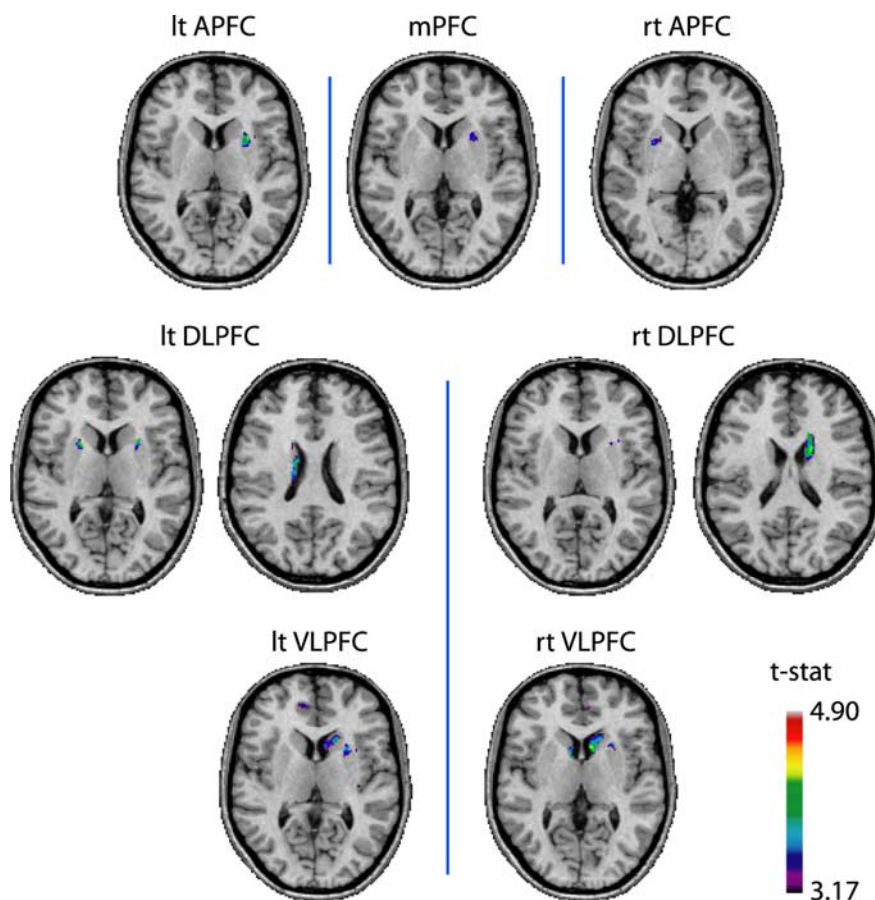 lt APFC
mPFC
rt APFC
lt DLPFC
rt DLPFC
lt VLPFC
rt VLPFC
t-stat
4.90
3.17